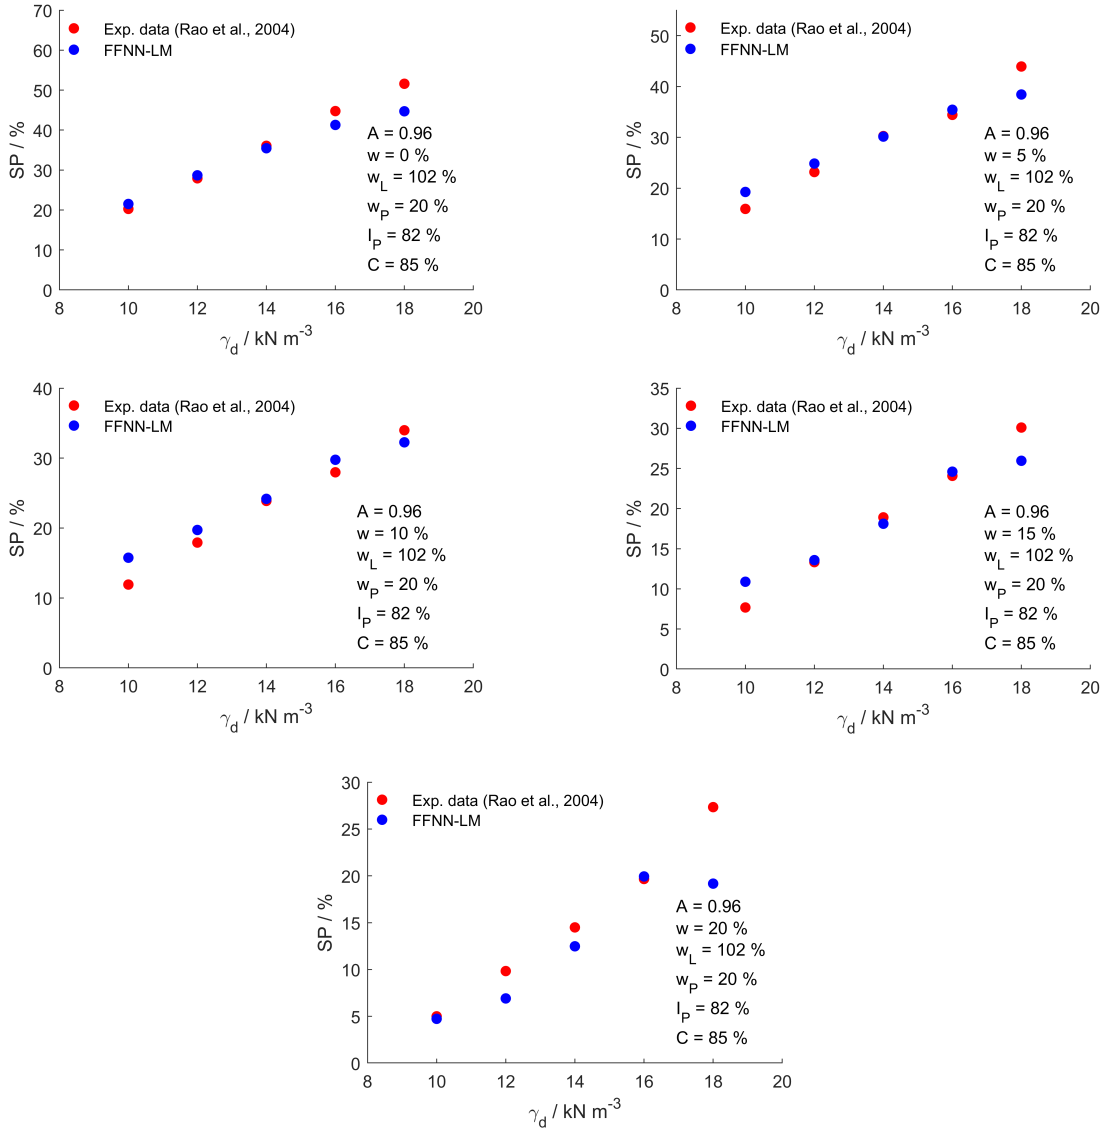 70
60
50
40
30
20
10
0
SP / %
Exp. data (Rao et al., 2004)
FFNN-LM
A = 0.96
w = 0 %
w_L = 102 %
w_P = 20 %
I_P = 82 %
C = 85 %
8 10 12 14 16 18 20
γ_d / kN m^-3
50
40
30
20
10
0
SP / %
Exp. data (Rao et al., 2004)
FFNN-LM
A = 0.96
w = 5 %
w_L = 102 %
w_P = 20 %
I_P = 82 %
C = 85 %
8 10 12 14 16 18 20
γ_d / kN m^-3
40
30
20
10
0
SP / %
Exp. data (Rao et al., 2004)
FFNN-LM
A = 0.96
w = 10 %
w_L = 102 %
w_P = 20 %
I_P = 82 %
C = 85 %
8 10 12 14 16 18 20
γ_d / kN m^-3
35
30
25
20
15
10
5
0
SP / %
Exp. data (Rao et al., 2004)
FFNN-LM
A = 0.96
w = 15 %
w_L = 102 %
w_P = 20 %
I_P = 82 %
C = 85 %
8 10 12 14 16 18 20
γ_d / kN m^-3
30
25
20
15
10
5
0
SP / %
Exp. data (Rao et al., 2004)
FFNN-LM
A = 0.96
w = 20 %
w_L = 102 %
w_P = 20 %
I_P = 82 %
C = 85 %
8 10 12 14 16 18 20
γ_d / kN m^-3